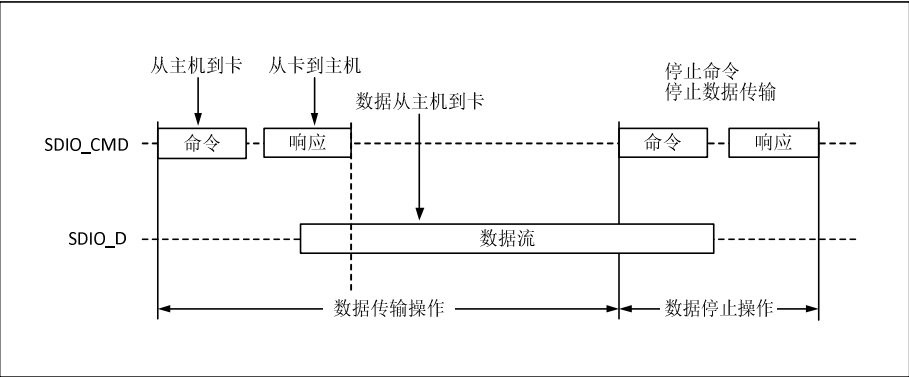 从主机到卡
从卡到主机
停止命令
停止数据传输
数据从主机到卡
SDIO_CMD
命令
响应
命令
响应
SDIO_D
数据流
数据传输操作
数据停止操作